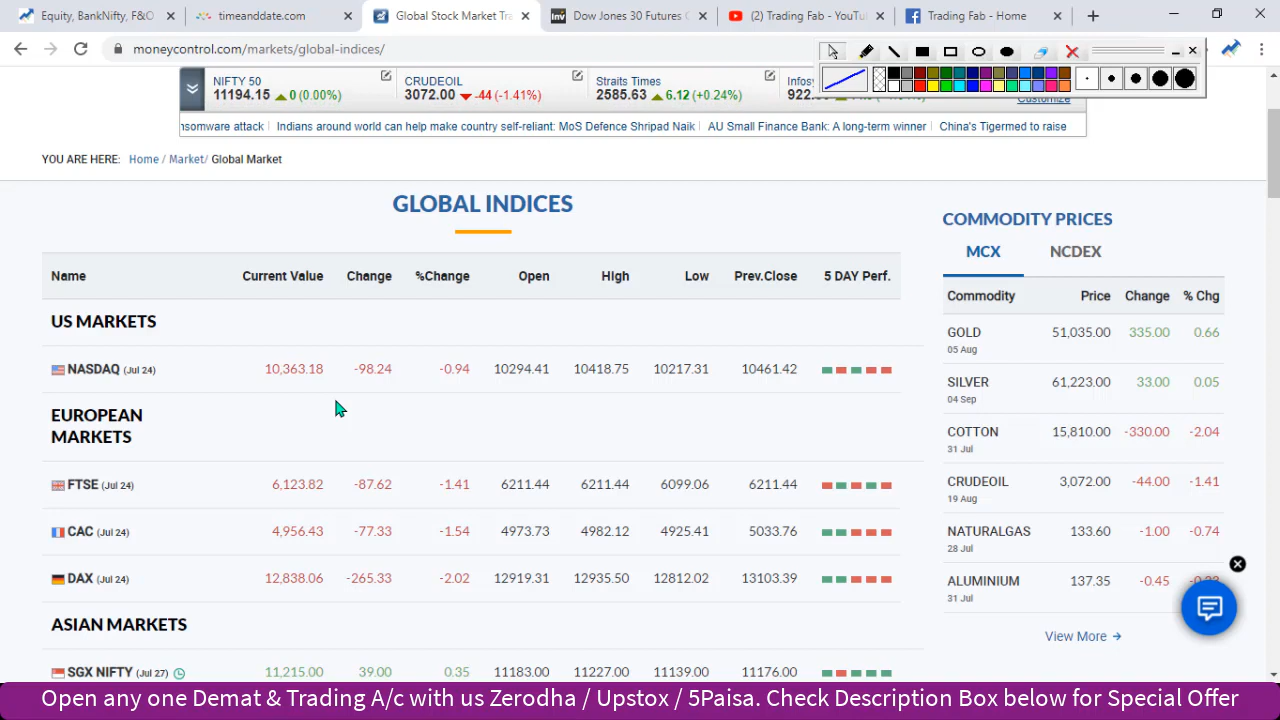 Equity, BankNifty, F&O
timeanddate.com
Global Stock Market Tra
Dow Jones 30 Futures C
(2) Trading Fab - YouTu
Trading Fab - Home
moneycontrol.com/markets/global-indices/
NIFTY 50
11194.15 0 (0.00%)
CRUDEOIL
3072.00 -44 (-1.41%)
Straits Times
2585.63 6.12 (+0.24%)
Infosy
922.
Customize
nsomware attack
Indians around world can help make country self-reliant: MoS Defence Shripad Naik
AU Small Finance Bank: A long-term winner
China's Tigermed to raise
YOU ARE HERE: Home / Market/ Global Market
GLOBAL INDICES
Name Current Value Change %Change Open High Low Prev.Close 5 DAY Perf.
US MARKETS
NASDAQ (Jul 24) 10,363.18 -98.24 -0.94 10294.41 10418.75 10217.31 10461.42
EUROPEAN
MARKETS
FTSE (Jul 24) 6,123.82 -87.62 -1.41 6211.44 6211.44 6099.06 6211.44
CAC (Jul 24) 4,956.43 -77.33 -1.54 4973.73 4982.12 4925.41 5033.76
DAX (Jul 24) 12,838.06 -265.33 -2.02 12919.31 12935.50 12812.02 13103.39
ASIAN MARKETS
SGX NIFTY (Jul 27) 11,215.00 39.00 0.35 11183.00 11227.00 11139.00 11176.00
COMMODITY PRICES
MCX NCDEX
Commodity Price Change % Chg
GOLD 51,035.00 335.00 0.66
05 Aug
SILVER 61,223.00 33.00 0.05
04 Sep
COTTON 15,810.00 -330.00 -2.04
31 Jul
CRUDEOIL 3,072.00 -44.00 -1.41
19 Aug
NATURALGAS 133.60 -1.00 -0.74
28 Jul
ALUMINIUM 137.35 -0.45
31 Jul
View More
Open any one Demat & Trading A/c with us Zerodha / Upstox / 5Paisa. Check Description Box below for Special Offer